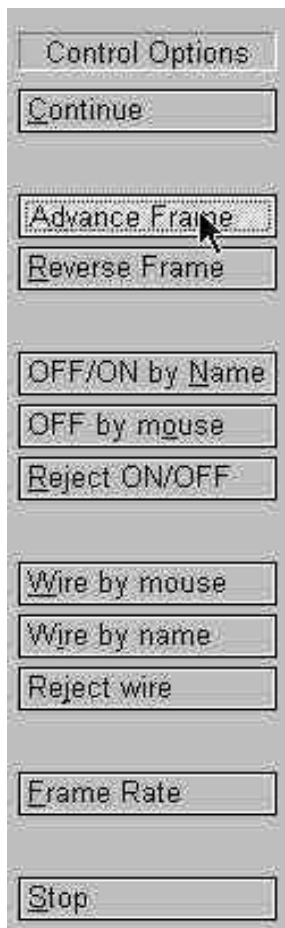 Control Options
Continue
Advance Frame
Reverse Frame
OFF/ON by Name
OFF by mouse
Reject ON/OFF
Wire by mouse
Wire by name
Reject wire
Frame Rate
Stop